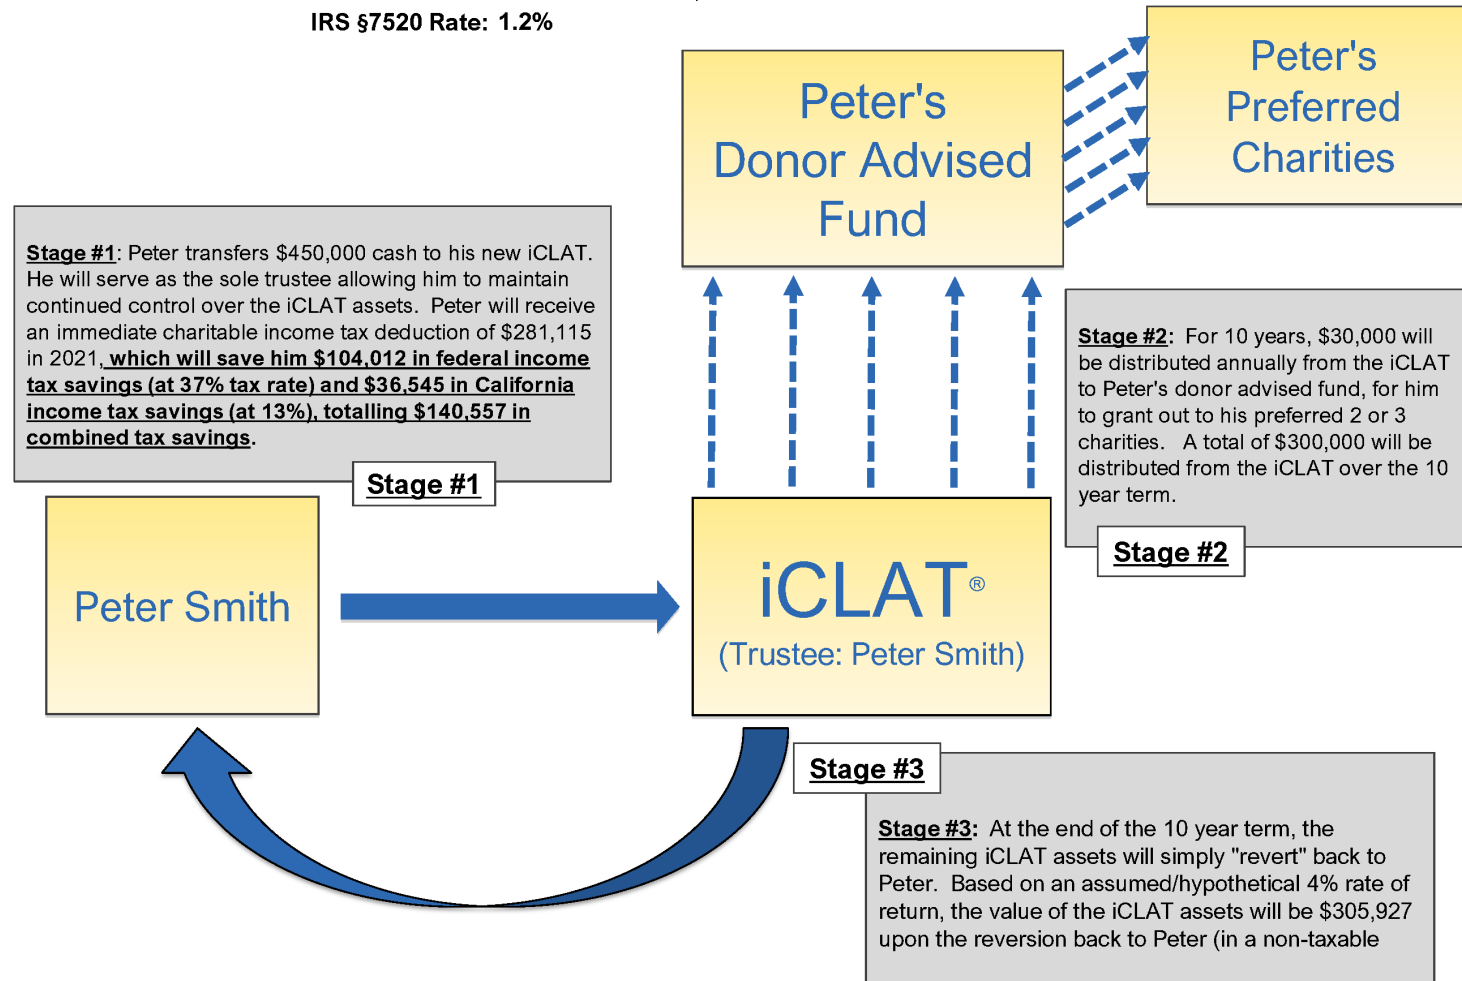 IRS §7520 Rate: 1.2%
Peter's
Donor Advised
Fund
Peter's
Preferred
Charities
Stage #1: Peter transfers $450,000 cash to his new iCLAT.
He will serve as the sole trustee allowing him to maintain
continued control over the iCLAT assets. Peter will receive
an immediate charitable income tax deduction of $281,115
in 2021, which will save him $104,012 in federal income
tax savings (at 37% tax rate) and $36,545 in California
income tax savings (at 13%), totalling $140,557 in
combined tax savings.
Stage #1
Stage #2: For 10 years, $30,000 will
be distributed annually from the iCLAT
to Peter's donor advised fund, for him
to grant out to his preferred 2 or 3
charities. A total of $300,000 will be
distributed from the iCLAT over the 10
year term.
Stage #2
Peter Smith
iCLAT®
(Trustee: Peter Smith)
Stage #3
Stage #3: At the end of the 10 year term, the
remaining iCLAT assets will simply "revert" back to
Peter. Based on an assumed/hypothetical 4% rate of
return, the value of the iCLAT assets will be $305,927
upon the reversion back to Peter (in a non-taxable